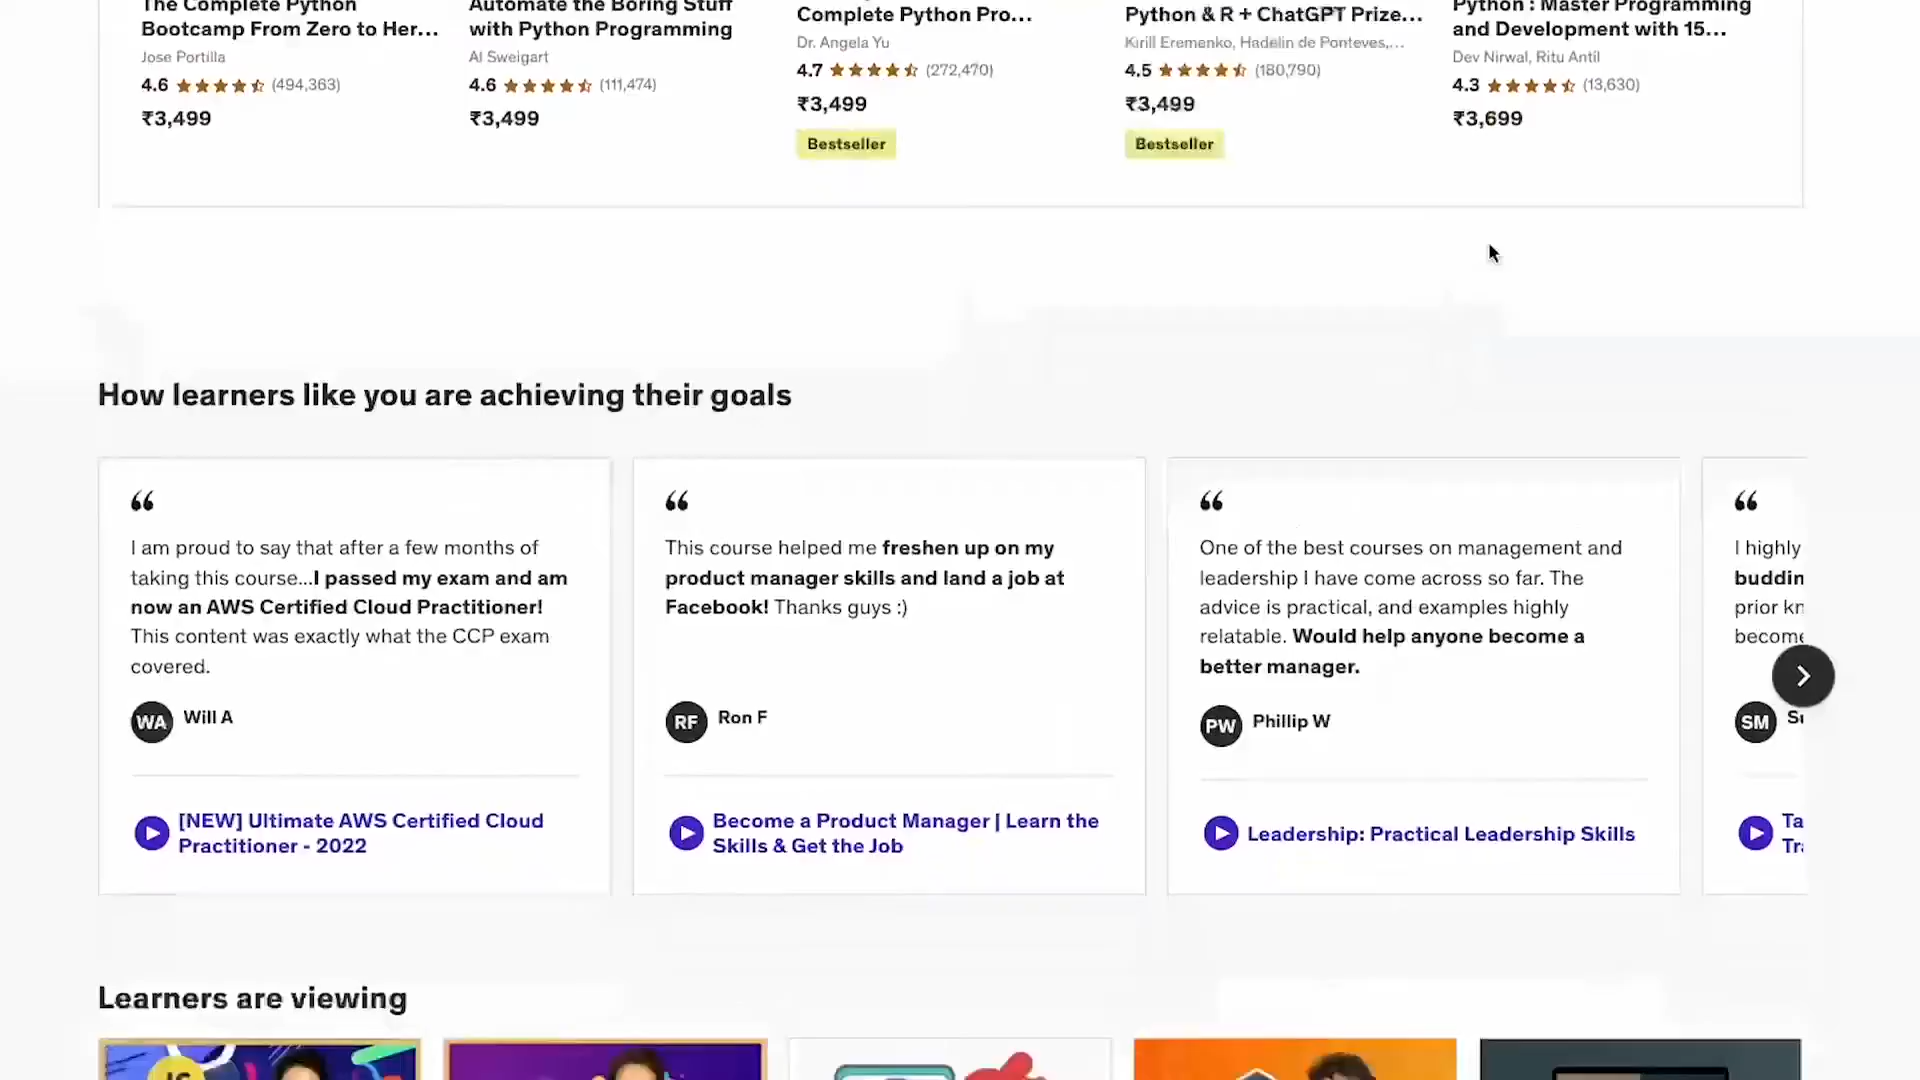 The Complete Python
Bootcamp From Zero to Her...
Jose Portilla
4.6 (494,363)
₹3,499
Automate the Boring Stuff
with Python Programming
Al Sweigart
4.6 (111,474)
₹3,499
Complete Python Pro...
Dr. Angela Yu
4.7 (272,470)
₹3,499
Bestseller
Python & R + ChatGPT Prize...
Kirill Eremenko, Hadelin de Ponteves,...
4.5 (180,790)
₹3,499
Bestseller
Python : Master Programming
and Development with 15...
Dev Nirwal, Ritu Antil
4.3 (13,630)
₹3,699
How learners like you are achieving their goals
“
I am proud to say that after a few months of
taking this course...I passed my exam and am
now an AWS Certified Cloud Practitioner!
This content was exactly what the CCP exam
covered.
WA Will A
[NEW] Ultimate AWS Certified Cloud
Practitioner - 2022
“
This course helped me freshen up on my
product manager skills and land a job at
Facebook! Thanks guys :)
RF Ron F
Become a Product Manager | Learn the
Skills & Get the Job
“
One of the best courses on management and
leadership I have come across so far. The
advice is practical, and examples highly
relatable. Would help anyone become a
better manager.
PW Phillip W
Leadership: Practical Leadership Skills
“
I highly
buddin
prior kn
become
SM
Ta
Tra
Learners are viewing
JS